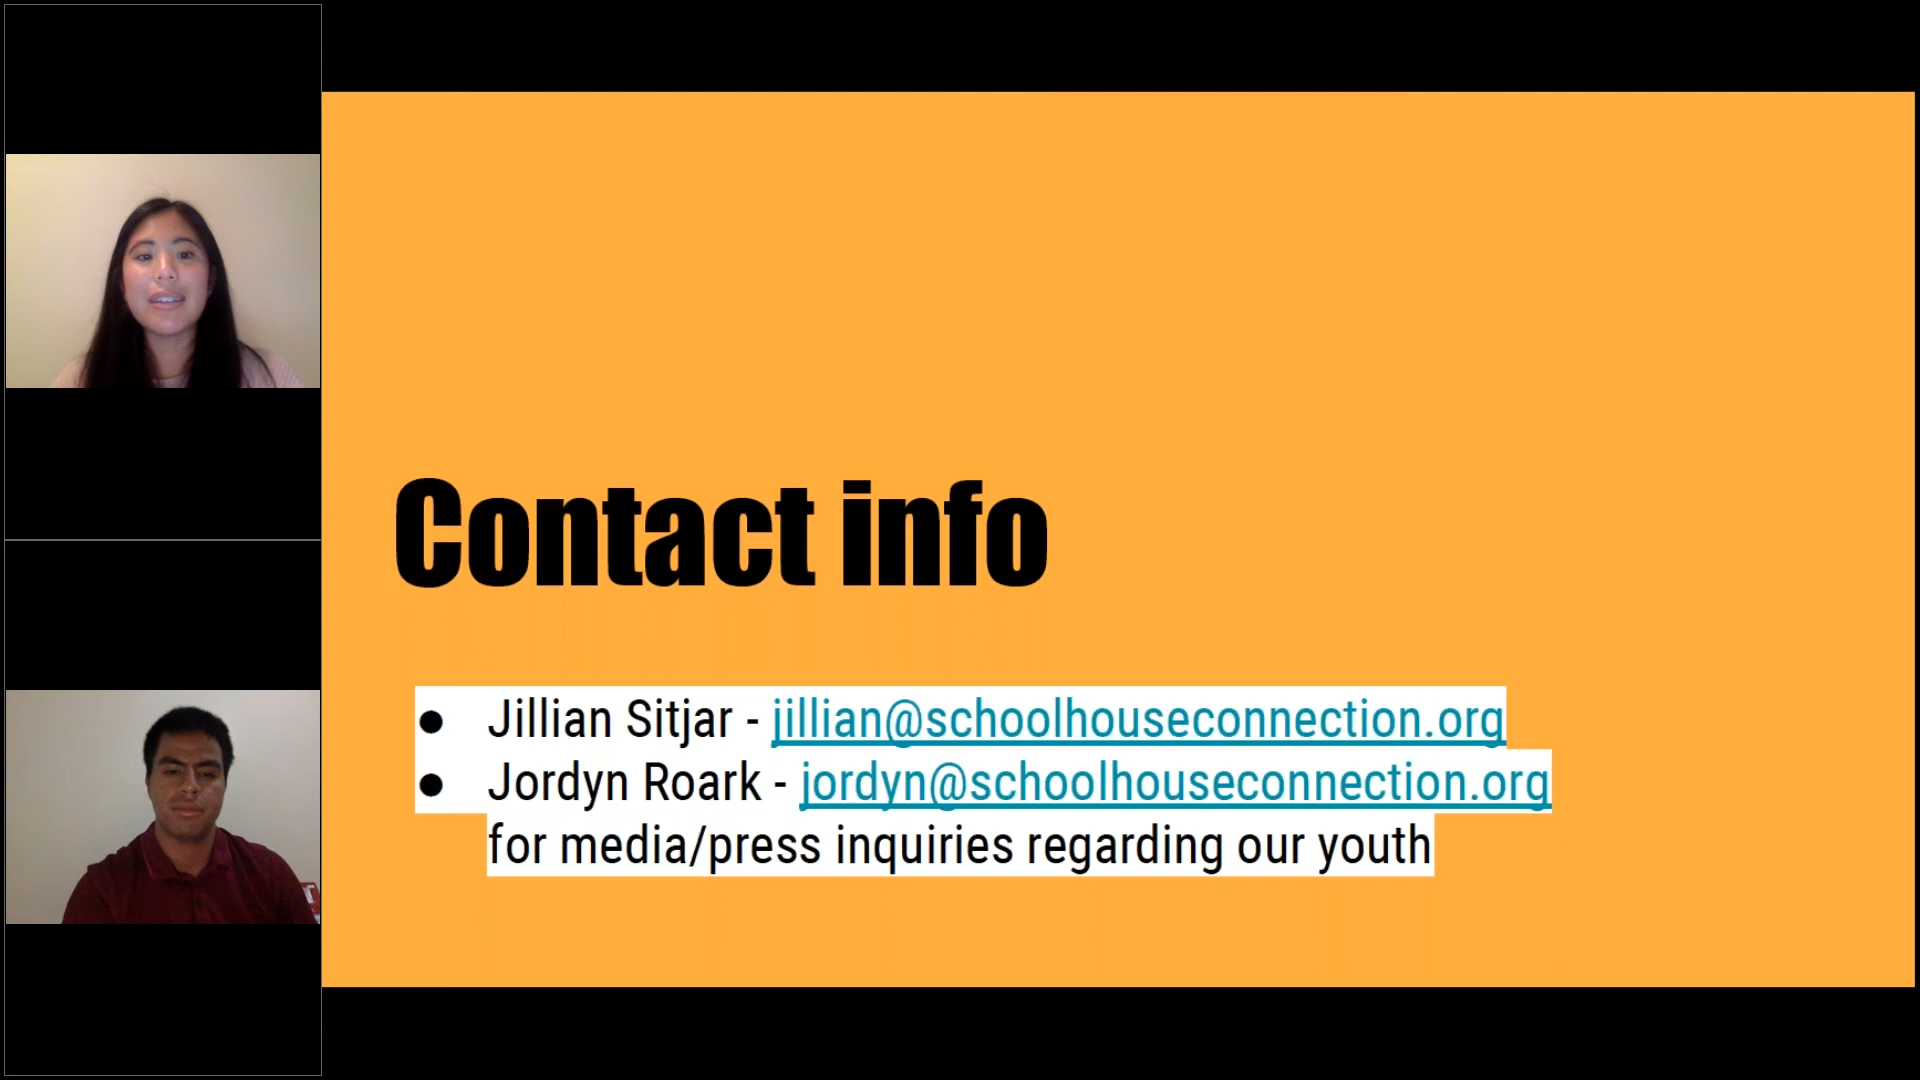 Contact info
● Jillian Sitjar - jillian@schoolhouseconnection.org
● Jordyn Roark - jordyn@schoolhouseconnection.org
for media/press inquiries regarding our youth